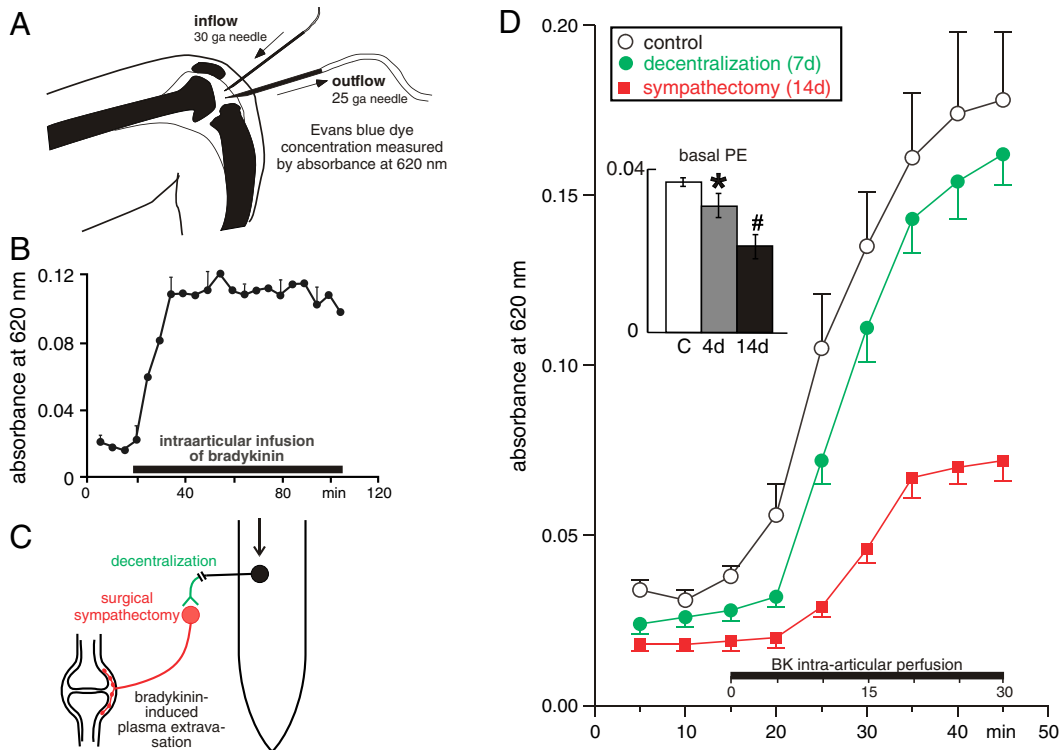 A
inflow
30 ga needle
outflow
25 ga needle
Evans blue dye
concentration measured
by absorbance at 620 nm
B
absorbance at 620 nm
0.12
0.08
0.04
0
intraarticular infusion
of bradykinin
0
40
80
min
120
C
decentralization
surgical
sympathectomy
bradykinin-
induced
plasma extrava-
sation
D
absorbance at 620 nm
0.20
0.15
0.10
0.05
0.00
control
decentralization (7d)
sympathectomy (14d)
basal PE
0.04
0
*
#
C 4d 14d
BK intra-articular perfusion
0
15
30
0
10
20
30
40
min
50